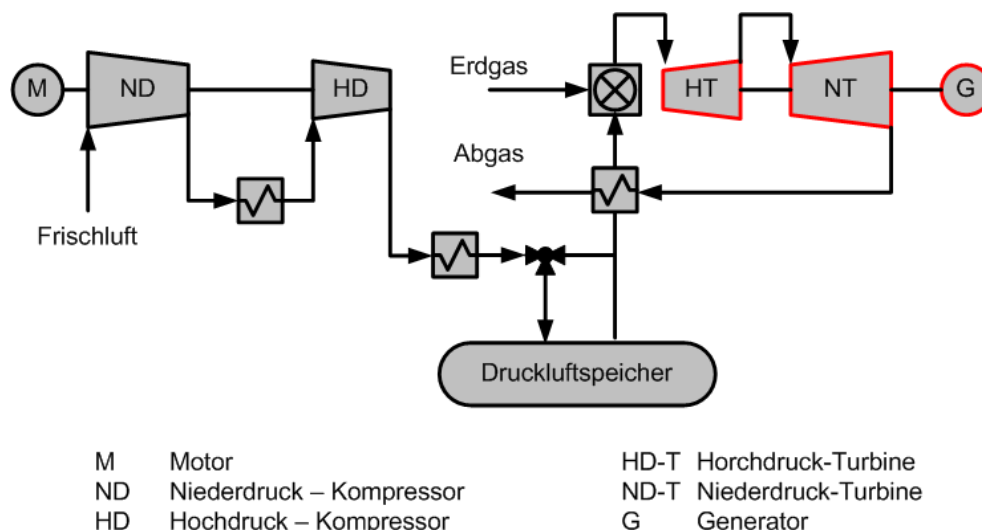 Erdgas
M
ND
HD
HT
NT
G
Abgas
Frischluft
Druckluftspeicher
M Motor
ND Niederdruck – Kompressor
HD Hochdruck – Kompressor
HD-T Horchdruck-Turbine
ND-T Niederdruck-Turbine
G Generator